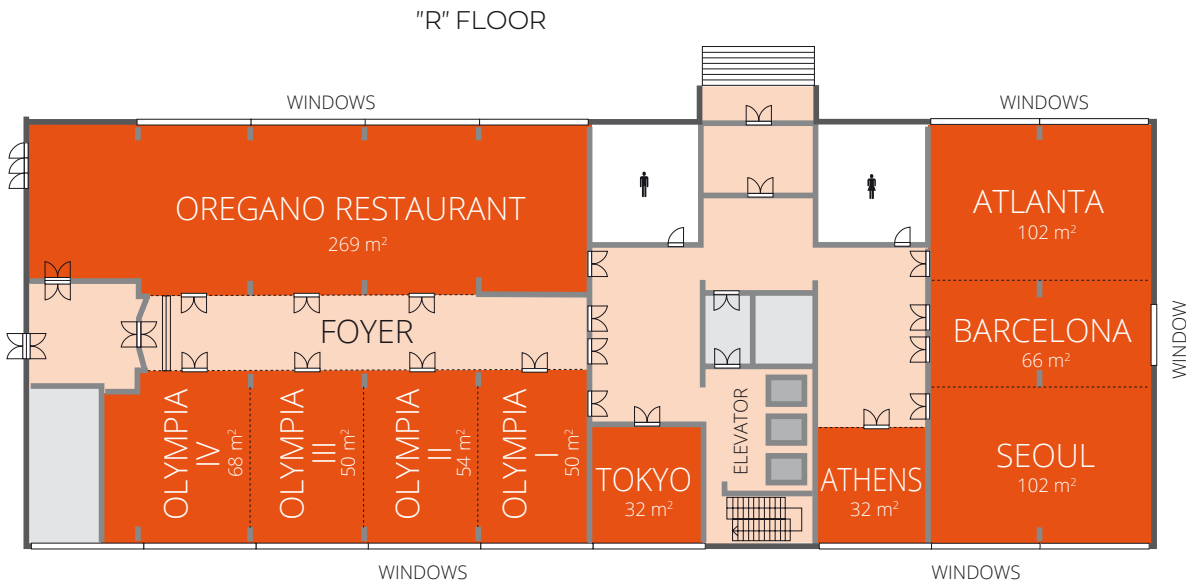 "R" FLOOR
WINDOWS
WINDOWS
OREGANO RESTAURANT
269 m²
ATLANTA
102 m²
FOYER
BARCELONA
66 m²
WINDOW
OLYMPIA
IV
68 m²
OLYMPIA
III
50 m²
OLYMPIA
II
54 m²
OLYMPIA
I
50 m²
TOKYO
32 m²
ELEVATOR
ATHENS
32 m²
SEOUL
102 m²
WINDOWS
WINDOWS